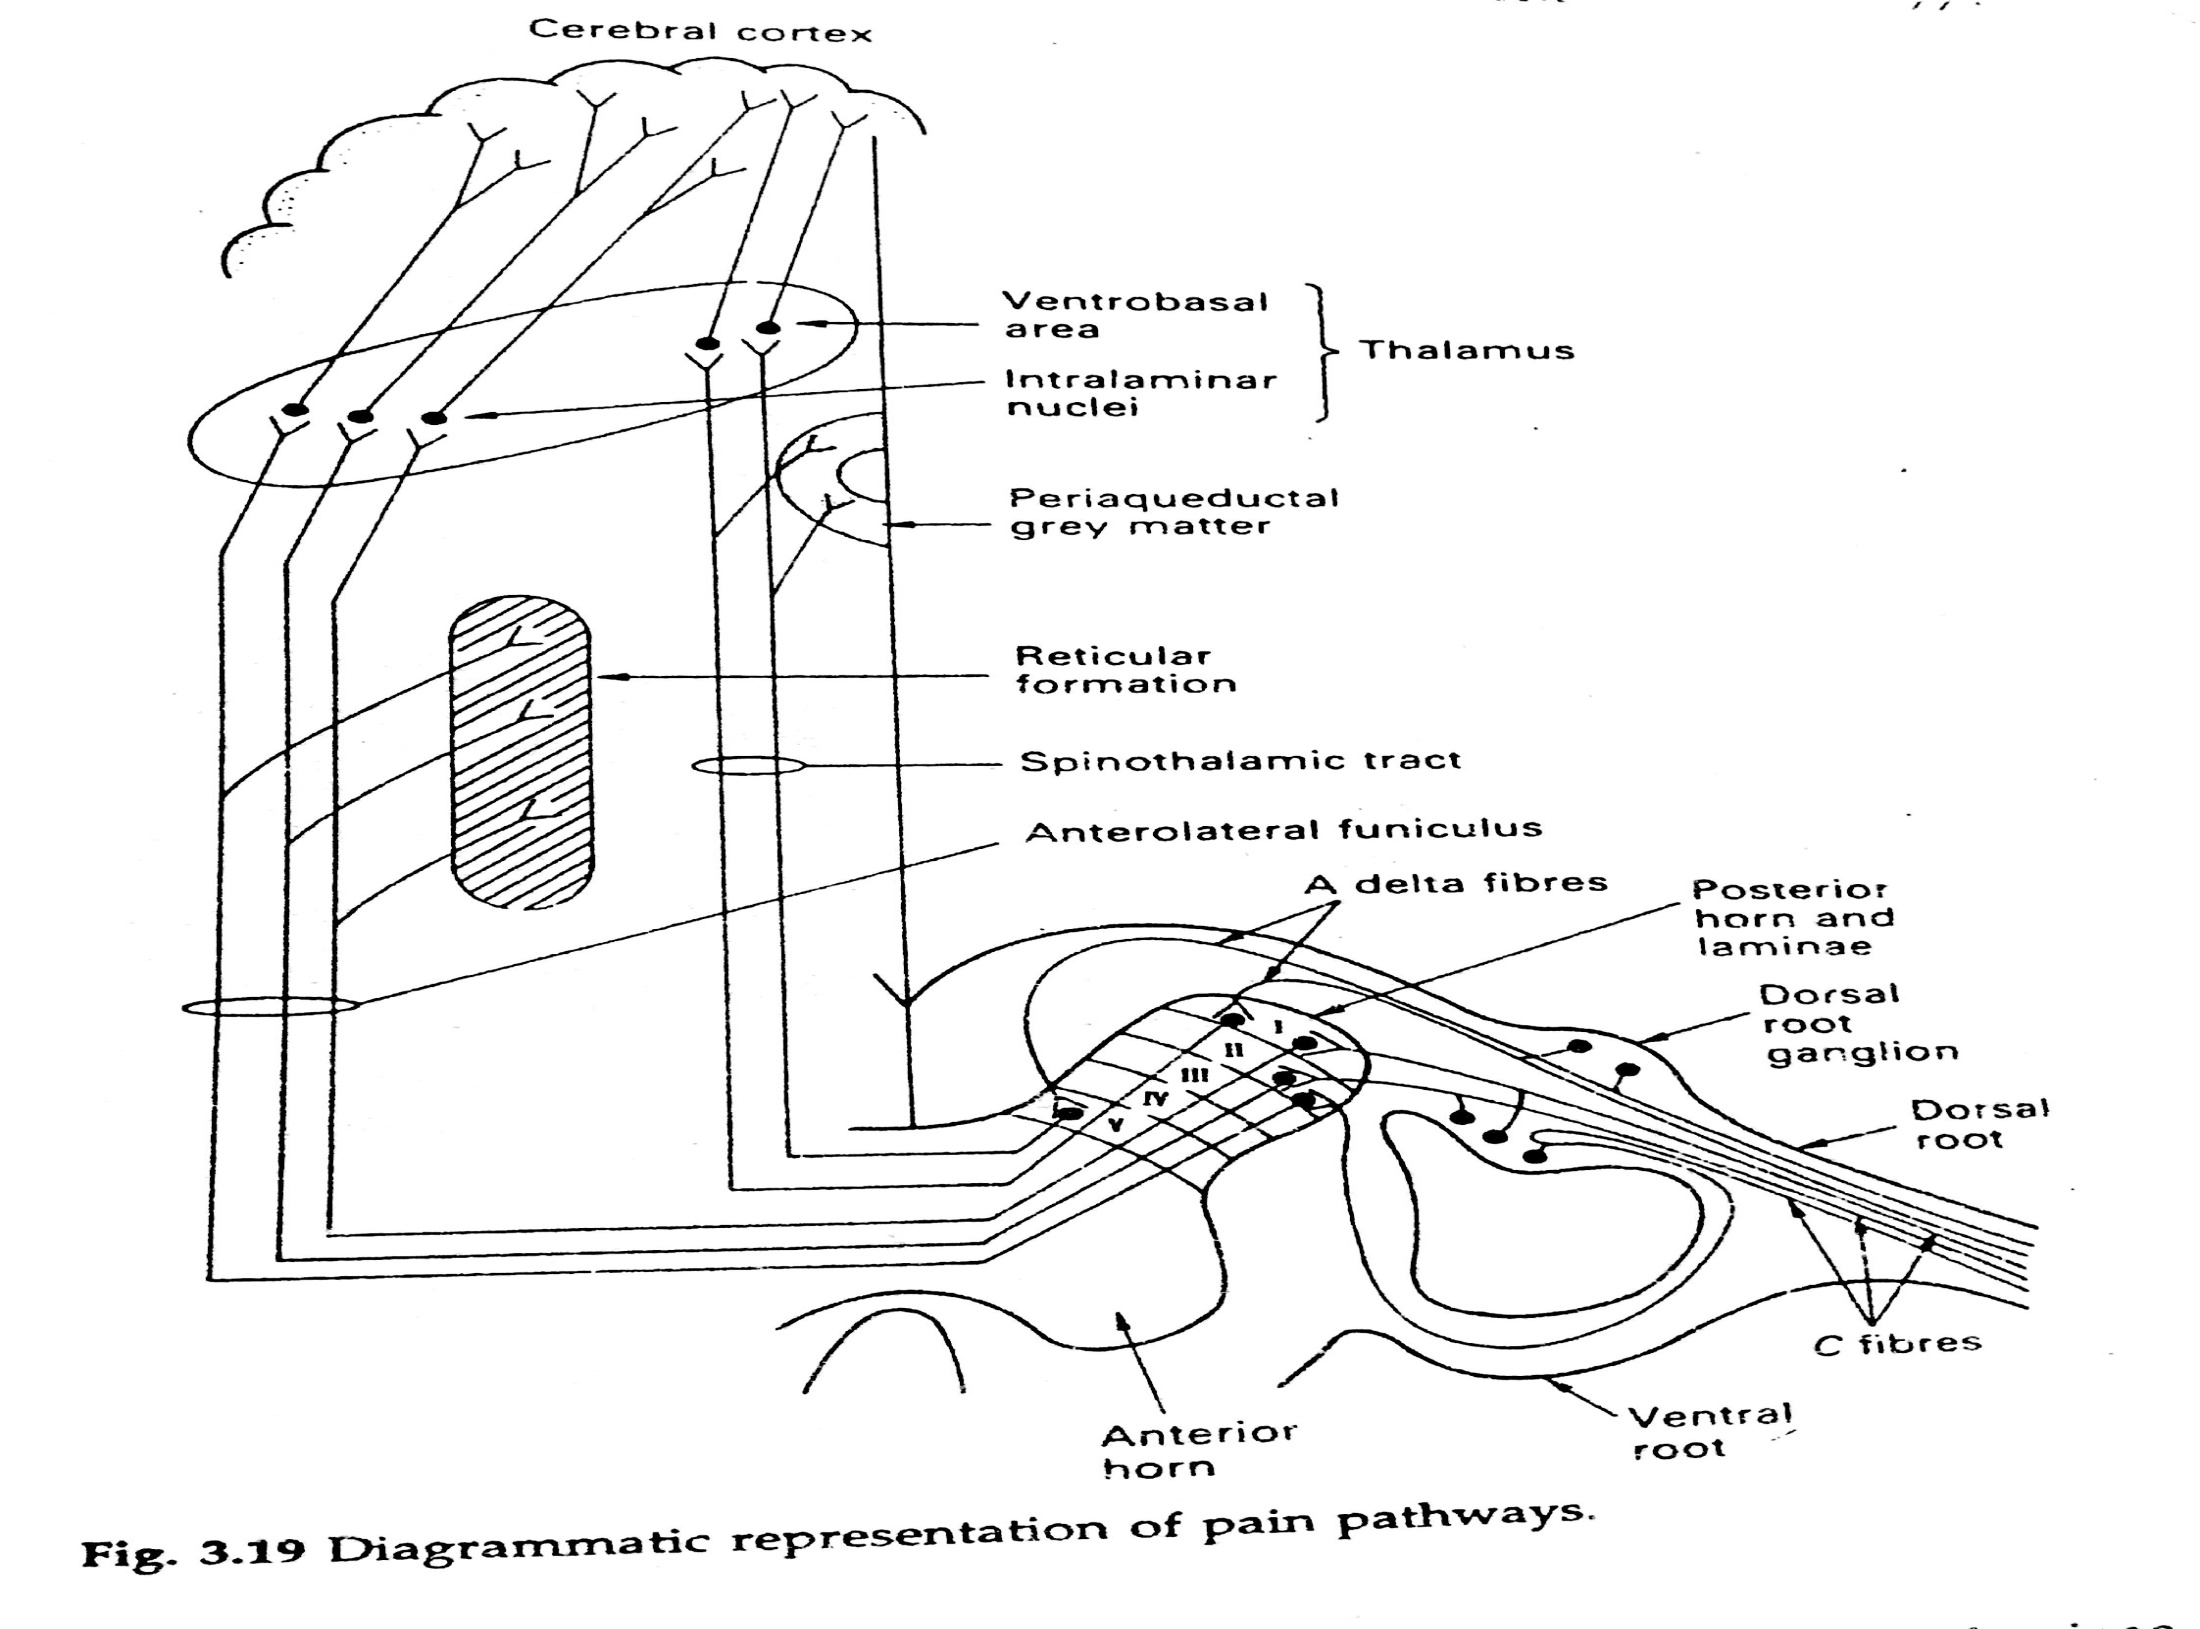 Cerebral cortex
Ventrobasal
area
Thalamus
Intralaminar
nuclei
Periaqueductal
grey matter
Reticular
formation
Spinothalamic tract
Anterolateral funiculus
A delta fibres
Posterior
horn and
laminae
Dorsal
root
ganglion
I
II
III
IV
V
Dorsal
root
C fibres
Ventral
root
Anterior
horn
Fig. 3.19 Diagrammatic representation of pain pathways.